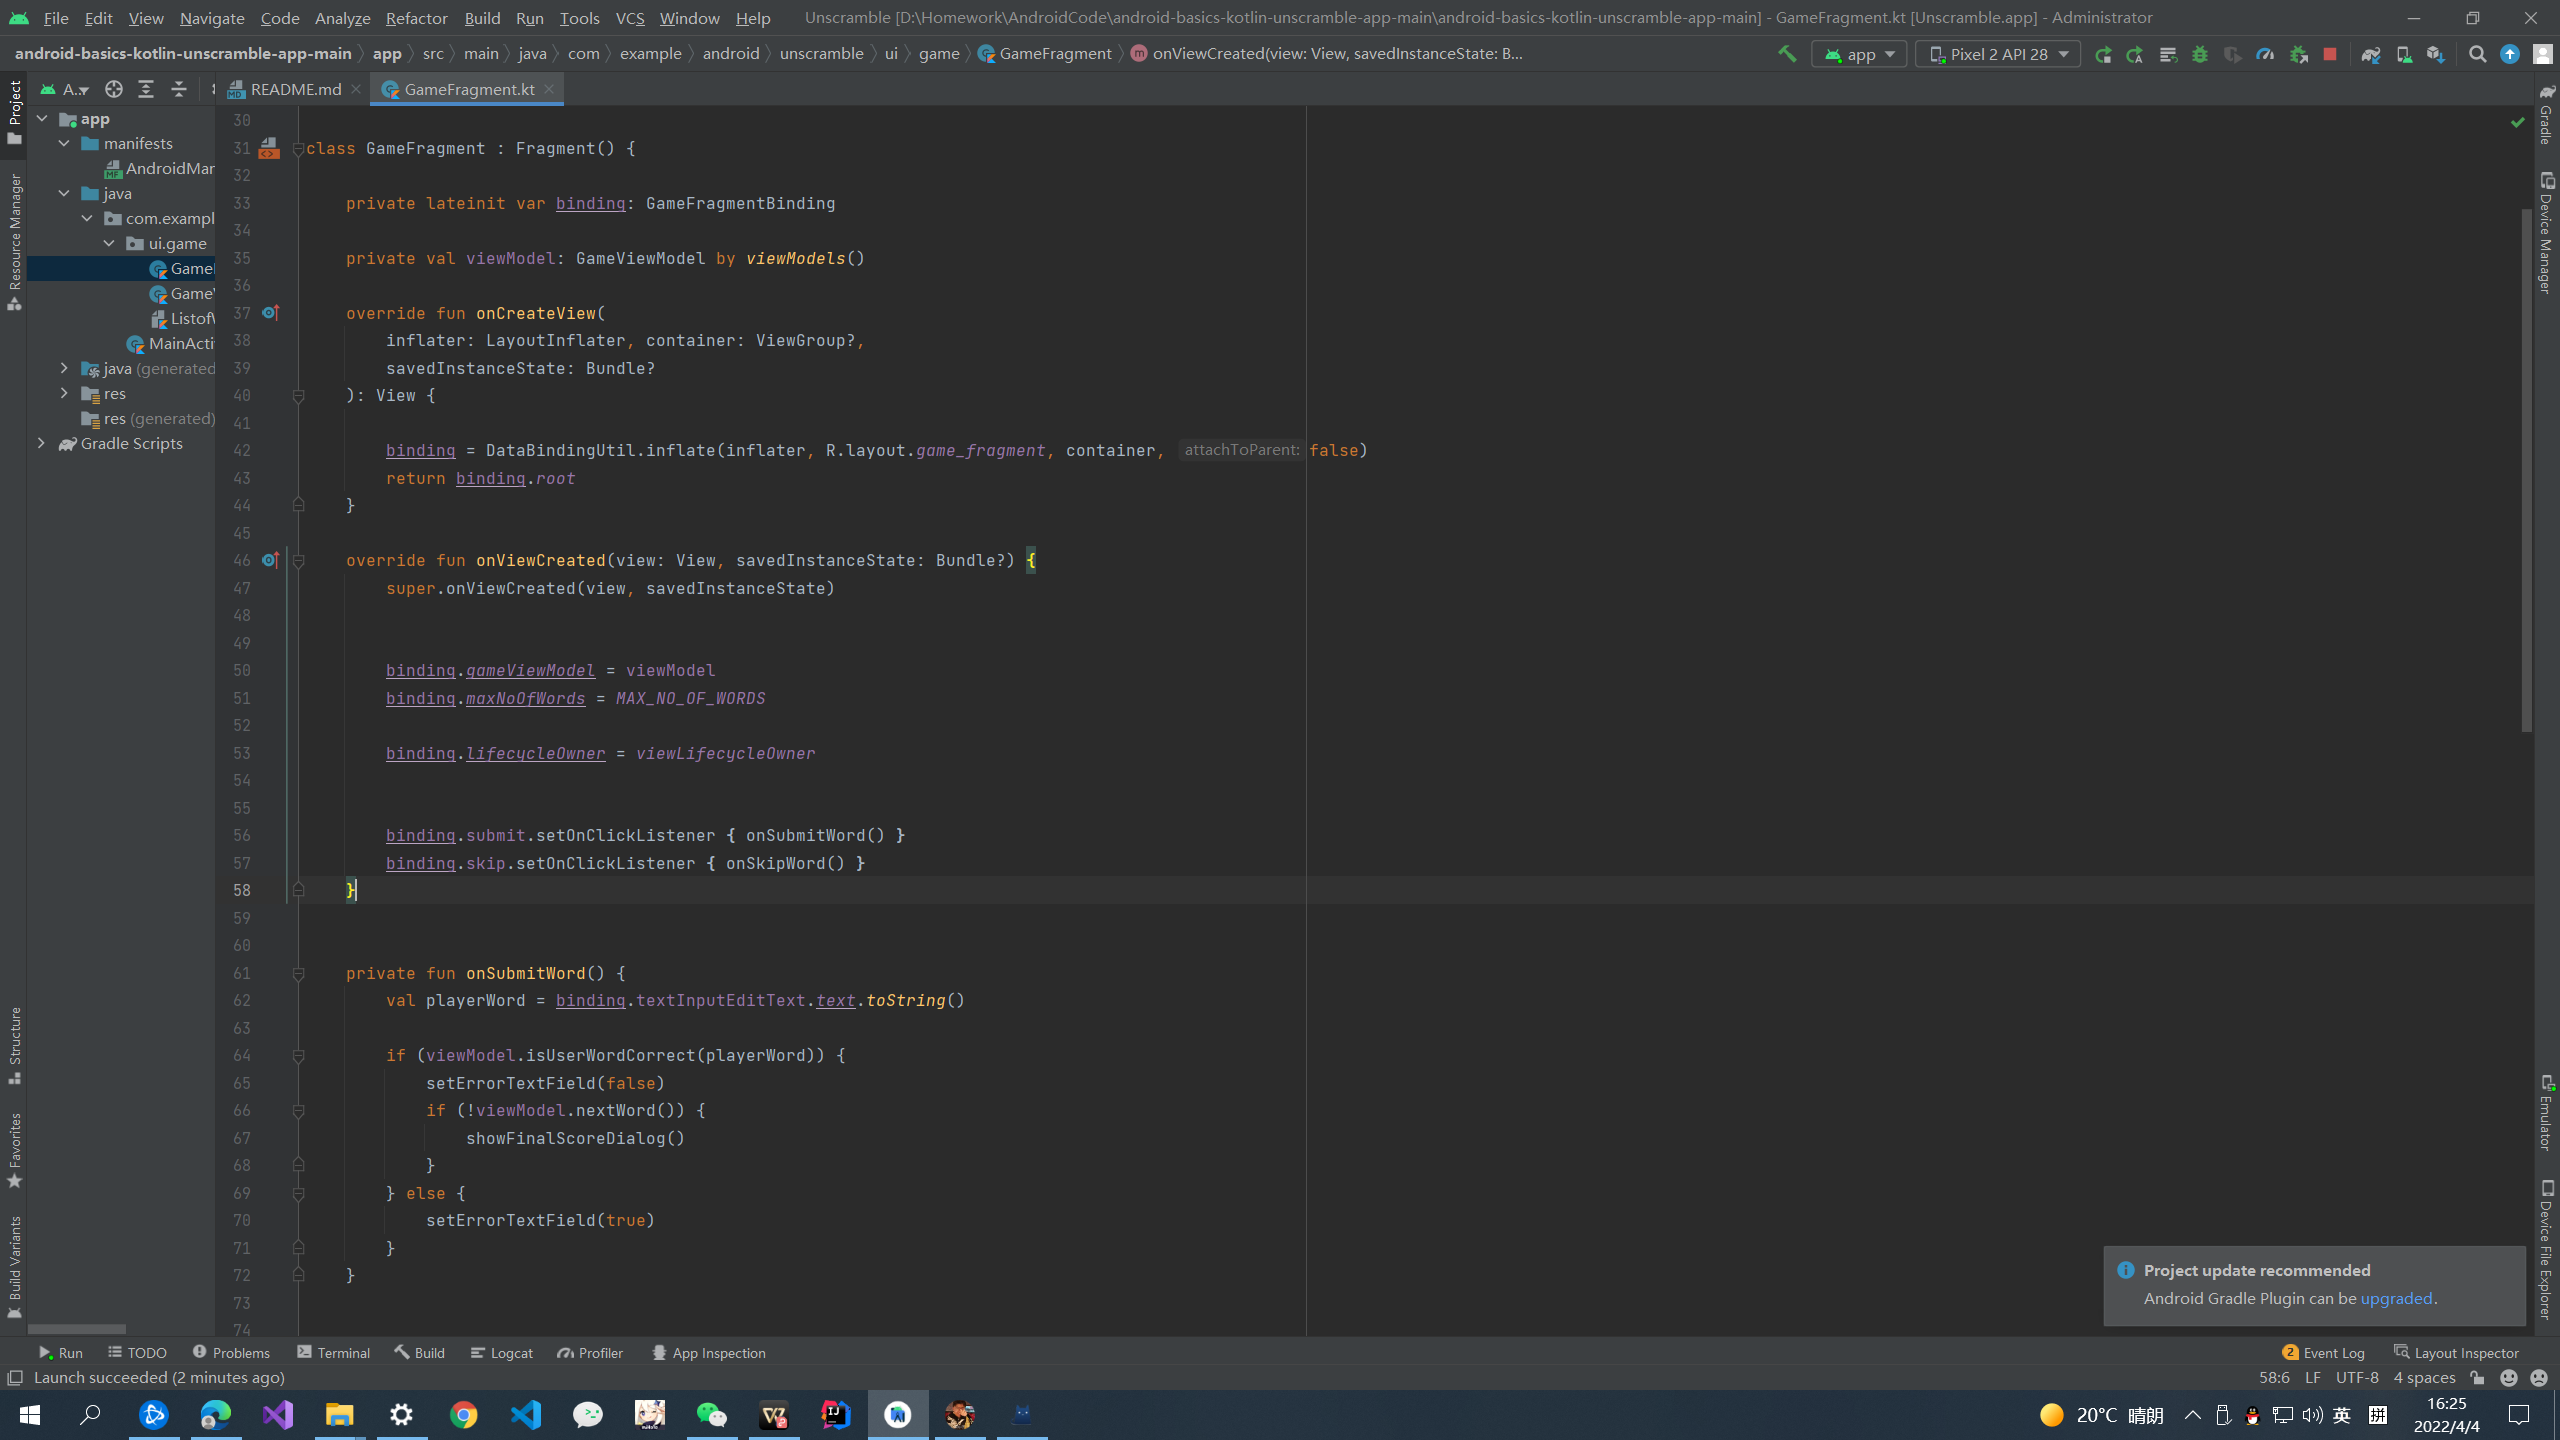 File Edit View Navigate Code Analyze Refactor Build Run Tools VCS Window Help Unscramble [D:\Homework\AndroidCode\android-basics-kotlin-unscramble-app-main\android-basics-kotlin-unscramble-app-main] - GameFragment.kt [Unscramble.app] - Administrator
android-basics-kotlin-unscramble-app-main app src main java com example android unscramble ui game GameFragment onViewCreated(view: View, savedInstanceState: B... app Pixel 2 API 28
A... README.md GameFragment.kt
Project
Resource Manager
Structure
Favorites
Build Variants
app
manifests
AndroidMar
java
com.exampl
ui.game
Game
Game
Listof
MainActi
java (generated
res
res (generated)
Gradle Scripts
30
31 class GameFragment : Fragment() {
32
33 private lateinit var binding: GameFragmentBinding
34
35 private val viewModel: GameViewModel by viewModels()
36
37 override fun onCreateView(
38 inflater: LayoutInflater, container: ViewGroup?,
39 savedInstanceState: Bundle?
40 ): View {
41
42 binding = DataBindingUtil.inflate(inflater, R.layout.game_fragment, container, attachToParent: false)
43 return binding.root
44 }
45
46 override fun onViewCreated(view: View, savedInstanceState: Bundle?) {
47 super.onViewCreated(view, savedInstanceState)
48
49
50 binding.gameViewModel = viewModel
51 binding.maxNoOfWords = MAX_NO_OF_WORDS
52
53 binding.lifecycleOwner = viewLifecycleOwner
54
55
56 binding.submit.setOnClickListener { onSubmitWord() }
57 binding.skip.setOnClickListener { onSkipWord() }
58 }
59
60
61 private fun onSubmitWord() {
62 val playerWord = binding.textInputEditText.text.toString()
63
64 if (viewModel.isUserWordCorrect(playerWord)) {
65 setErrorTextField(false)
66 if (!viewModel.nextWord()) {
67 showFinalScoreDialog()
68 }
69 } else {
70 setErrorTextField(true)
71 }
72 }
73
74
Gradle
Device Manager
Emulator
Device File Explorer
Project update recommended
Android Gradle Plugin can be upgraded.
Run TODO Problems Terminal Build Logcat Profiler App Inspection 2 Event Log Layout Inspector
Launch succeeded (2 minutes ago) 58:6 LF UTF-8 4 spaces
20°C 晴朗 英 拼 16:25
2022/4/4